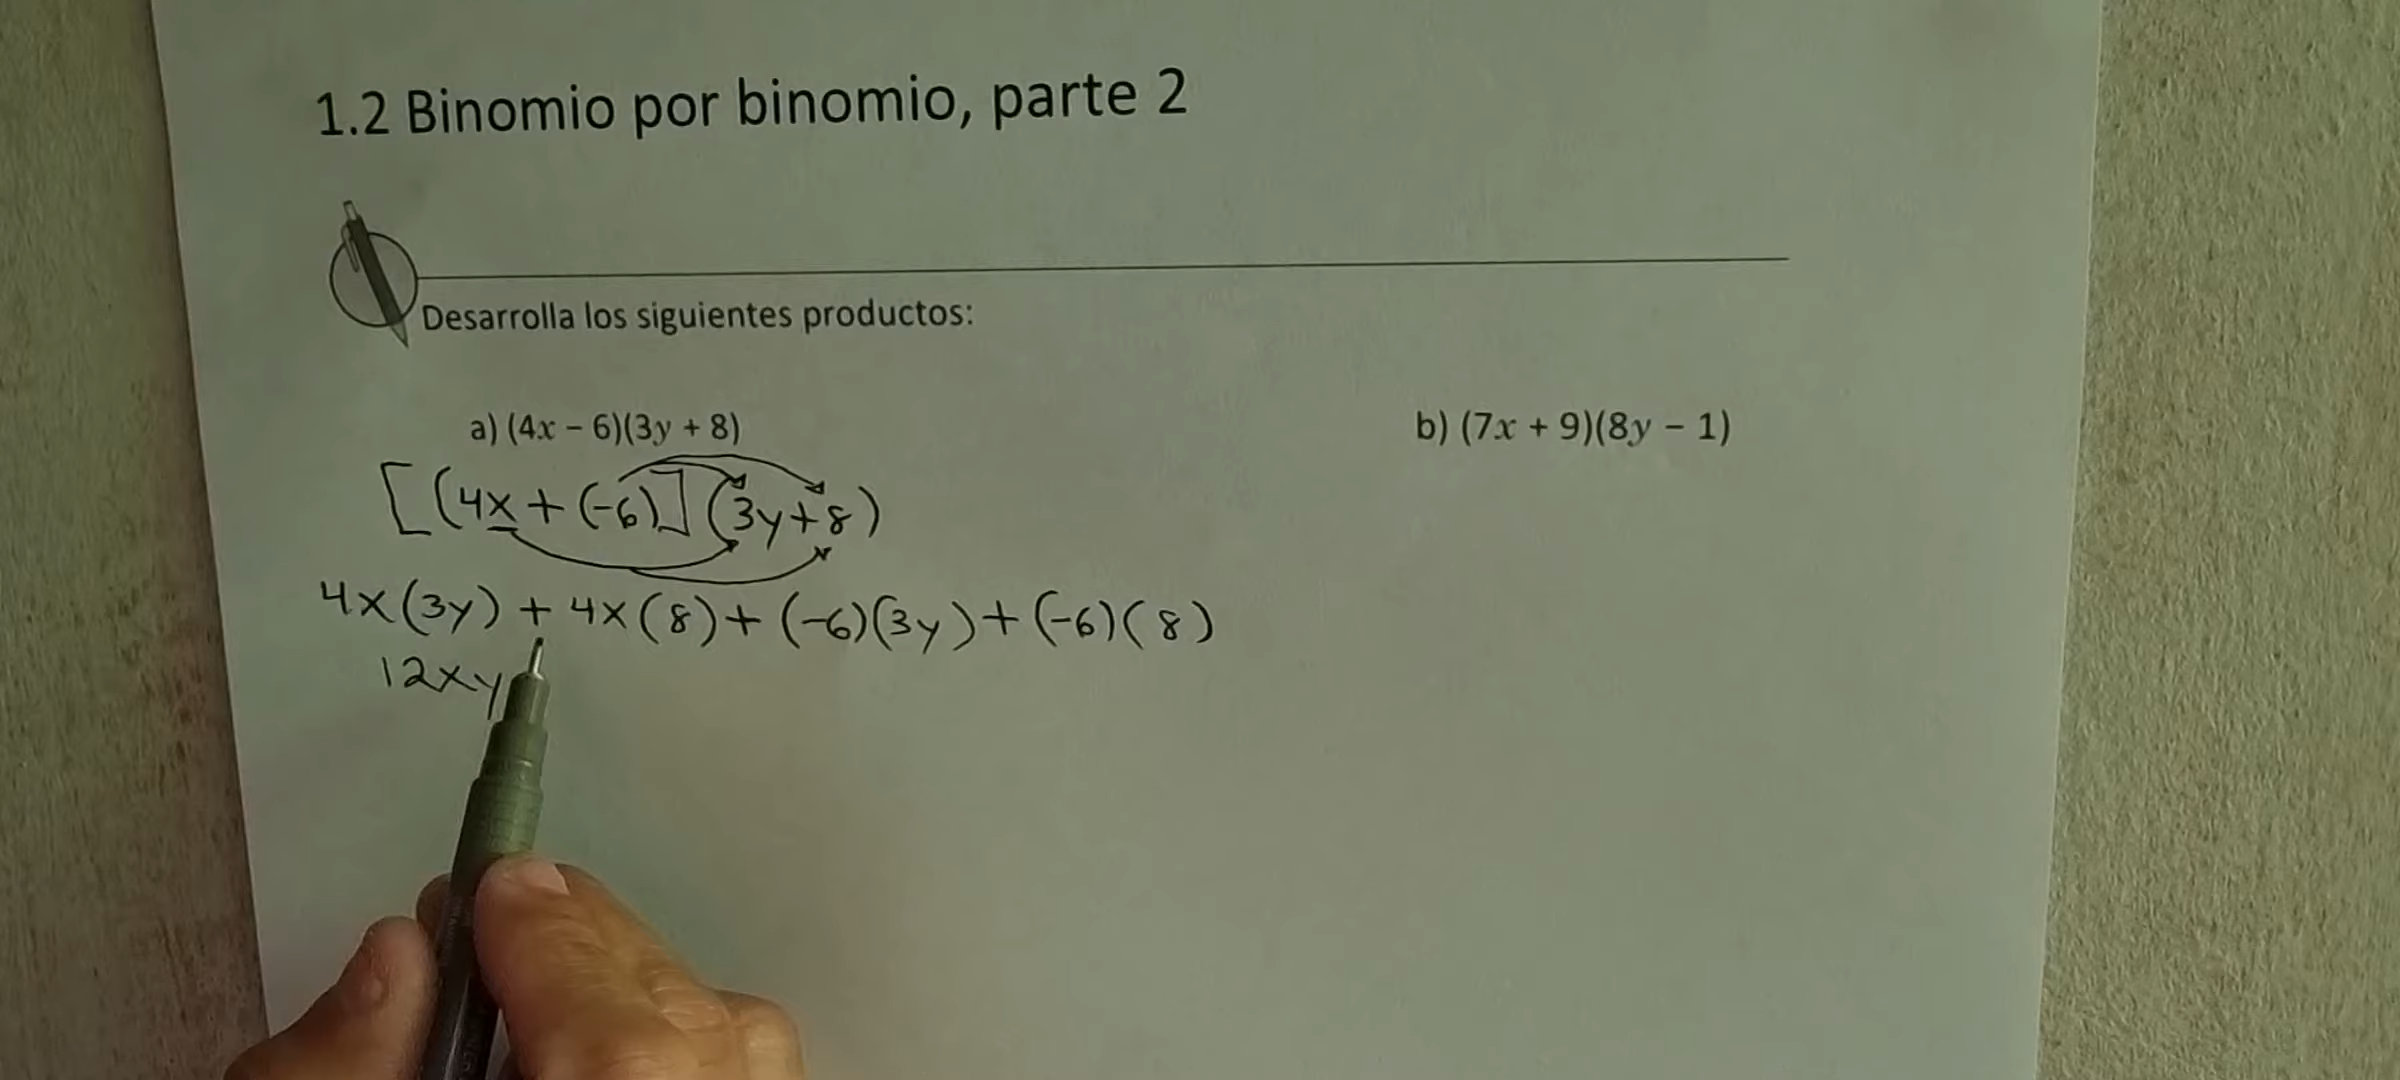 1.2 Binomio por binomio, parte 2
Desarrolla los siguientes productos:
a) (4x – 6)(3y + 8)
b) (7x + 9)(8y – 1)
[(4x + (-6)] (3y + 8)
4x(3y) + 4x(8) + (-6)(3y) + (-6)(8)
12xy